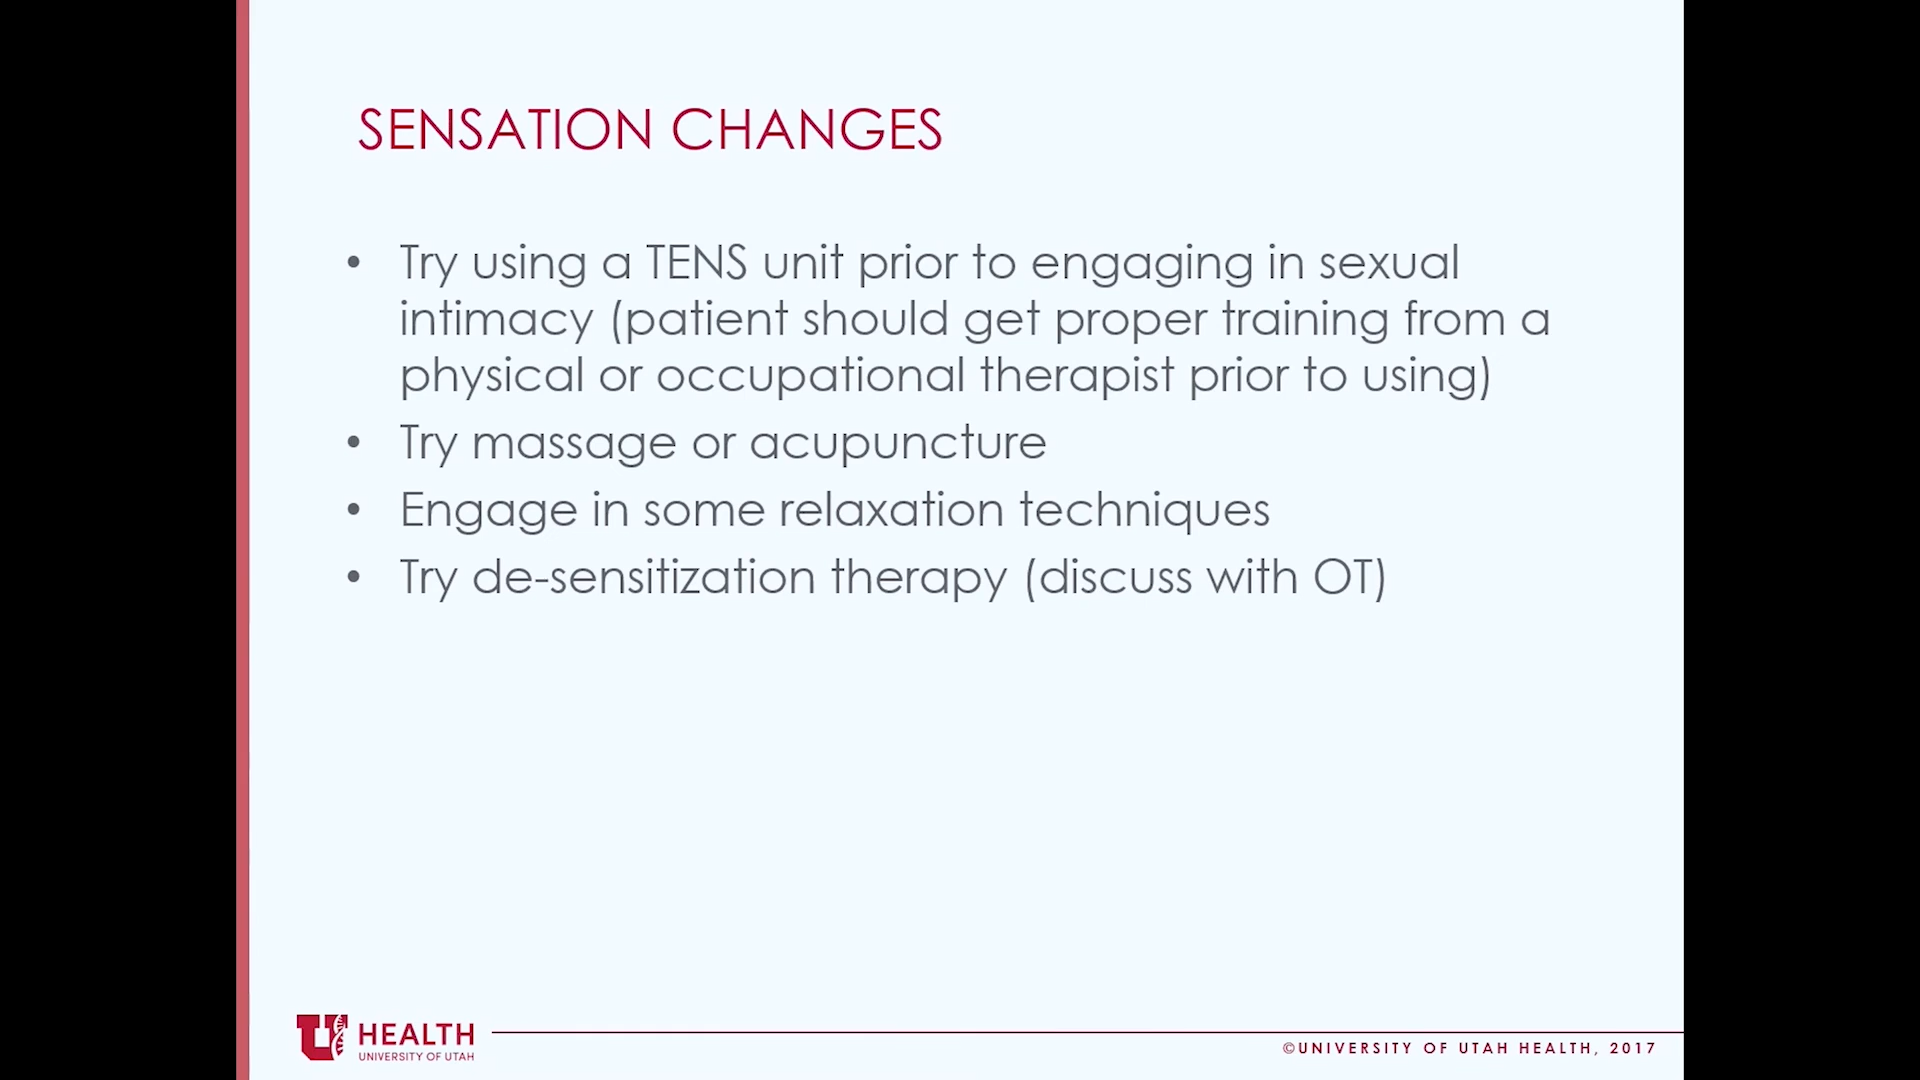 SENSATION CHANGES
• Try using a TENS unit prior to engaging in sexual
intimacy (patient should get proper training from a
physical or occupational therapist prior to using)
• Try massage or acupuncture
• Engage in some relaxation techniques
• Try de-sensitization therapy (discuss with OT)
U HEALTH
UNIVERSITY OF UTAH
©UNIVERSITY OF UTAH HEALTH, 2017